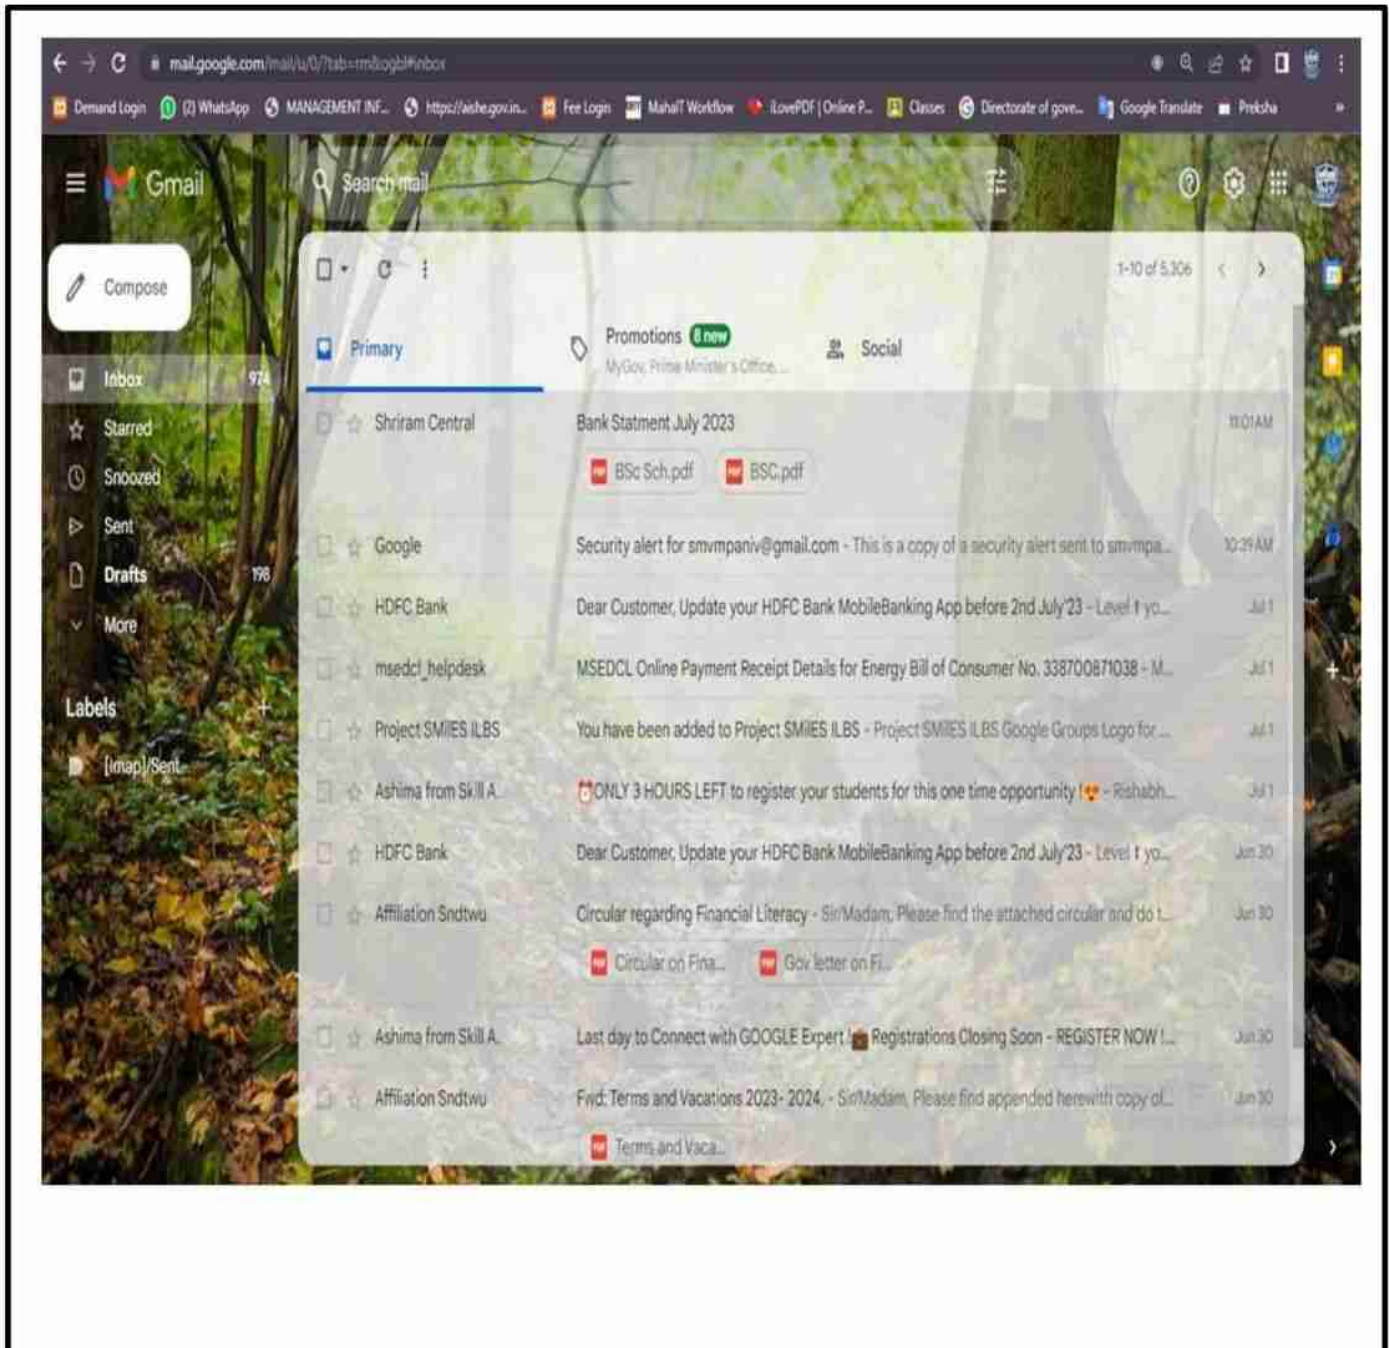 mail.google.com/mail/u/0/?tab=rm&ogbl#inbox
Demand Login (2) WhatsApp MANAGEMENT INF... https://aishe.gov.in... Fee Login MahaIT Workflow iLovePDF | Online P... Classes Directorate of gove... Google Translate Preksha »
Gmail Search mail
Compose
1-10 of 5,306
Primary Promotions 8 new Social
MyGov, Prime Minister's Office, ...
Inbox 974
Starred
Snoozed
Sent
Drafts 198
More
Labels +
[Imap]/Sent
Shriram Central Bank Statment July 2023 11:01 AM
BSc Sch.pdf BSC.pdf
Google Security alert for smvmpaniv@gmail.com - This is a copy of a security alert sent to smvmpa... 10:39 AM
HDFC Bank Dear Customer, Update your HDFC Bank MobileBanking App before 2nd July'23 - Level ⬆ yo... Jul 1
msedcl_helpdesk MSEDCL Online Payment Receipt Details for Energy Bill of Consumer No. 338700871038 - M... Jul 1
Project SMilES ILBS You have been added to Project SMilES ILBS - Project SMilES ILBS Google Groups Logo for ... Jul 1
Ashima from Skill A. ⏰ONLY 3 HOURS LEFT to register your students for this one time opportunity !😍 - Rishabh... Jul 1
HDFC Bank Dear Customer, Update your HDFC Bank MobileBanking App before 2nd July'23 - Level ⬆ yo... Jun 30
Affiliation Sndtwu Circular regarding Financial Literacy - Sir/Madam, Please find the attached circular and do t... Jun 30
Circular on Fina... Gov letter on Fi...
Ashima from Skill A. Last day to Connect with GOOGLE Expert !💼 Registrations Closing Soon - REGISTER NOW !... Jun 30
Affiliation Sndtwu Fwd: Terms and Vacations 2023- 2024. - Sir/Madam, Please find appended herewith copy of... Jun 30
Terms and Vaca...